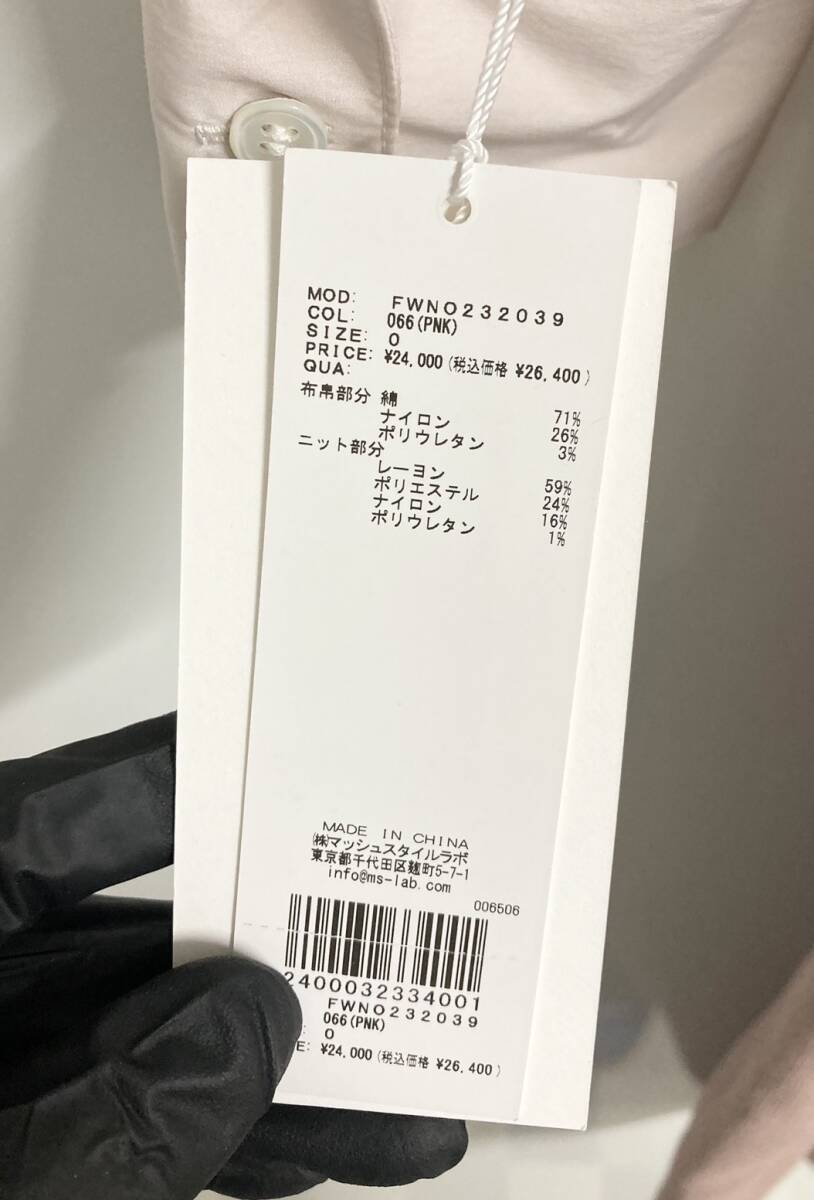 MOD: FWNO232039
COL: 066(PNK)
SIZE: 0
PRICE: ¥24,000(税込価格 ¥26,400)
QUA:
布帛部分 綿 71%
ナイロン 26%
ポリウレタン 3%
ニット部分
レーヨン 59%
ポリエステル 24%
ナイロン 16%
ポリウレタン 1%
MADE IN CHINA
㈱マッシュスタイルラボ
東京都千代田区麹町5-7-1
info@ms-lab.com
006506
2400032334001
FWNO232039
066(PNK)
: 0
E: ¥24,000(税込価格 ¥26,400)